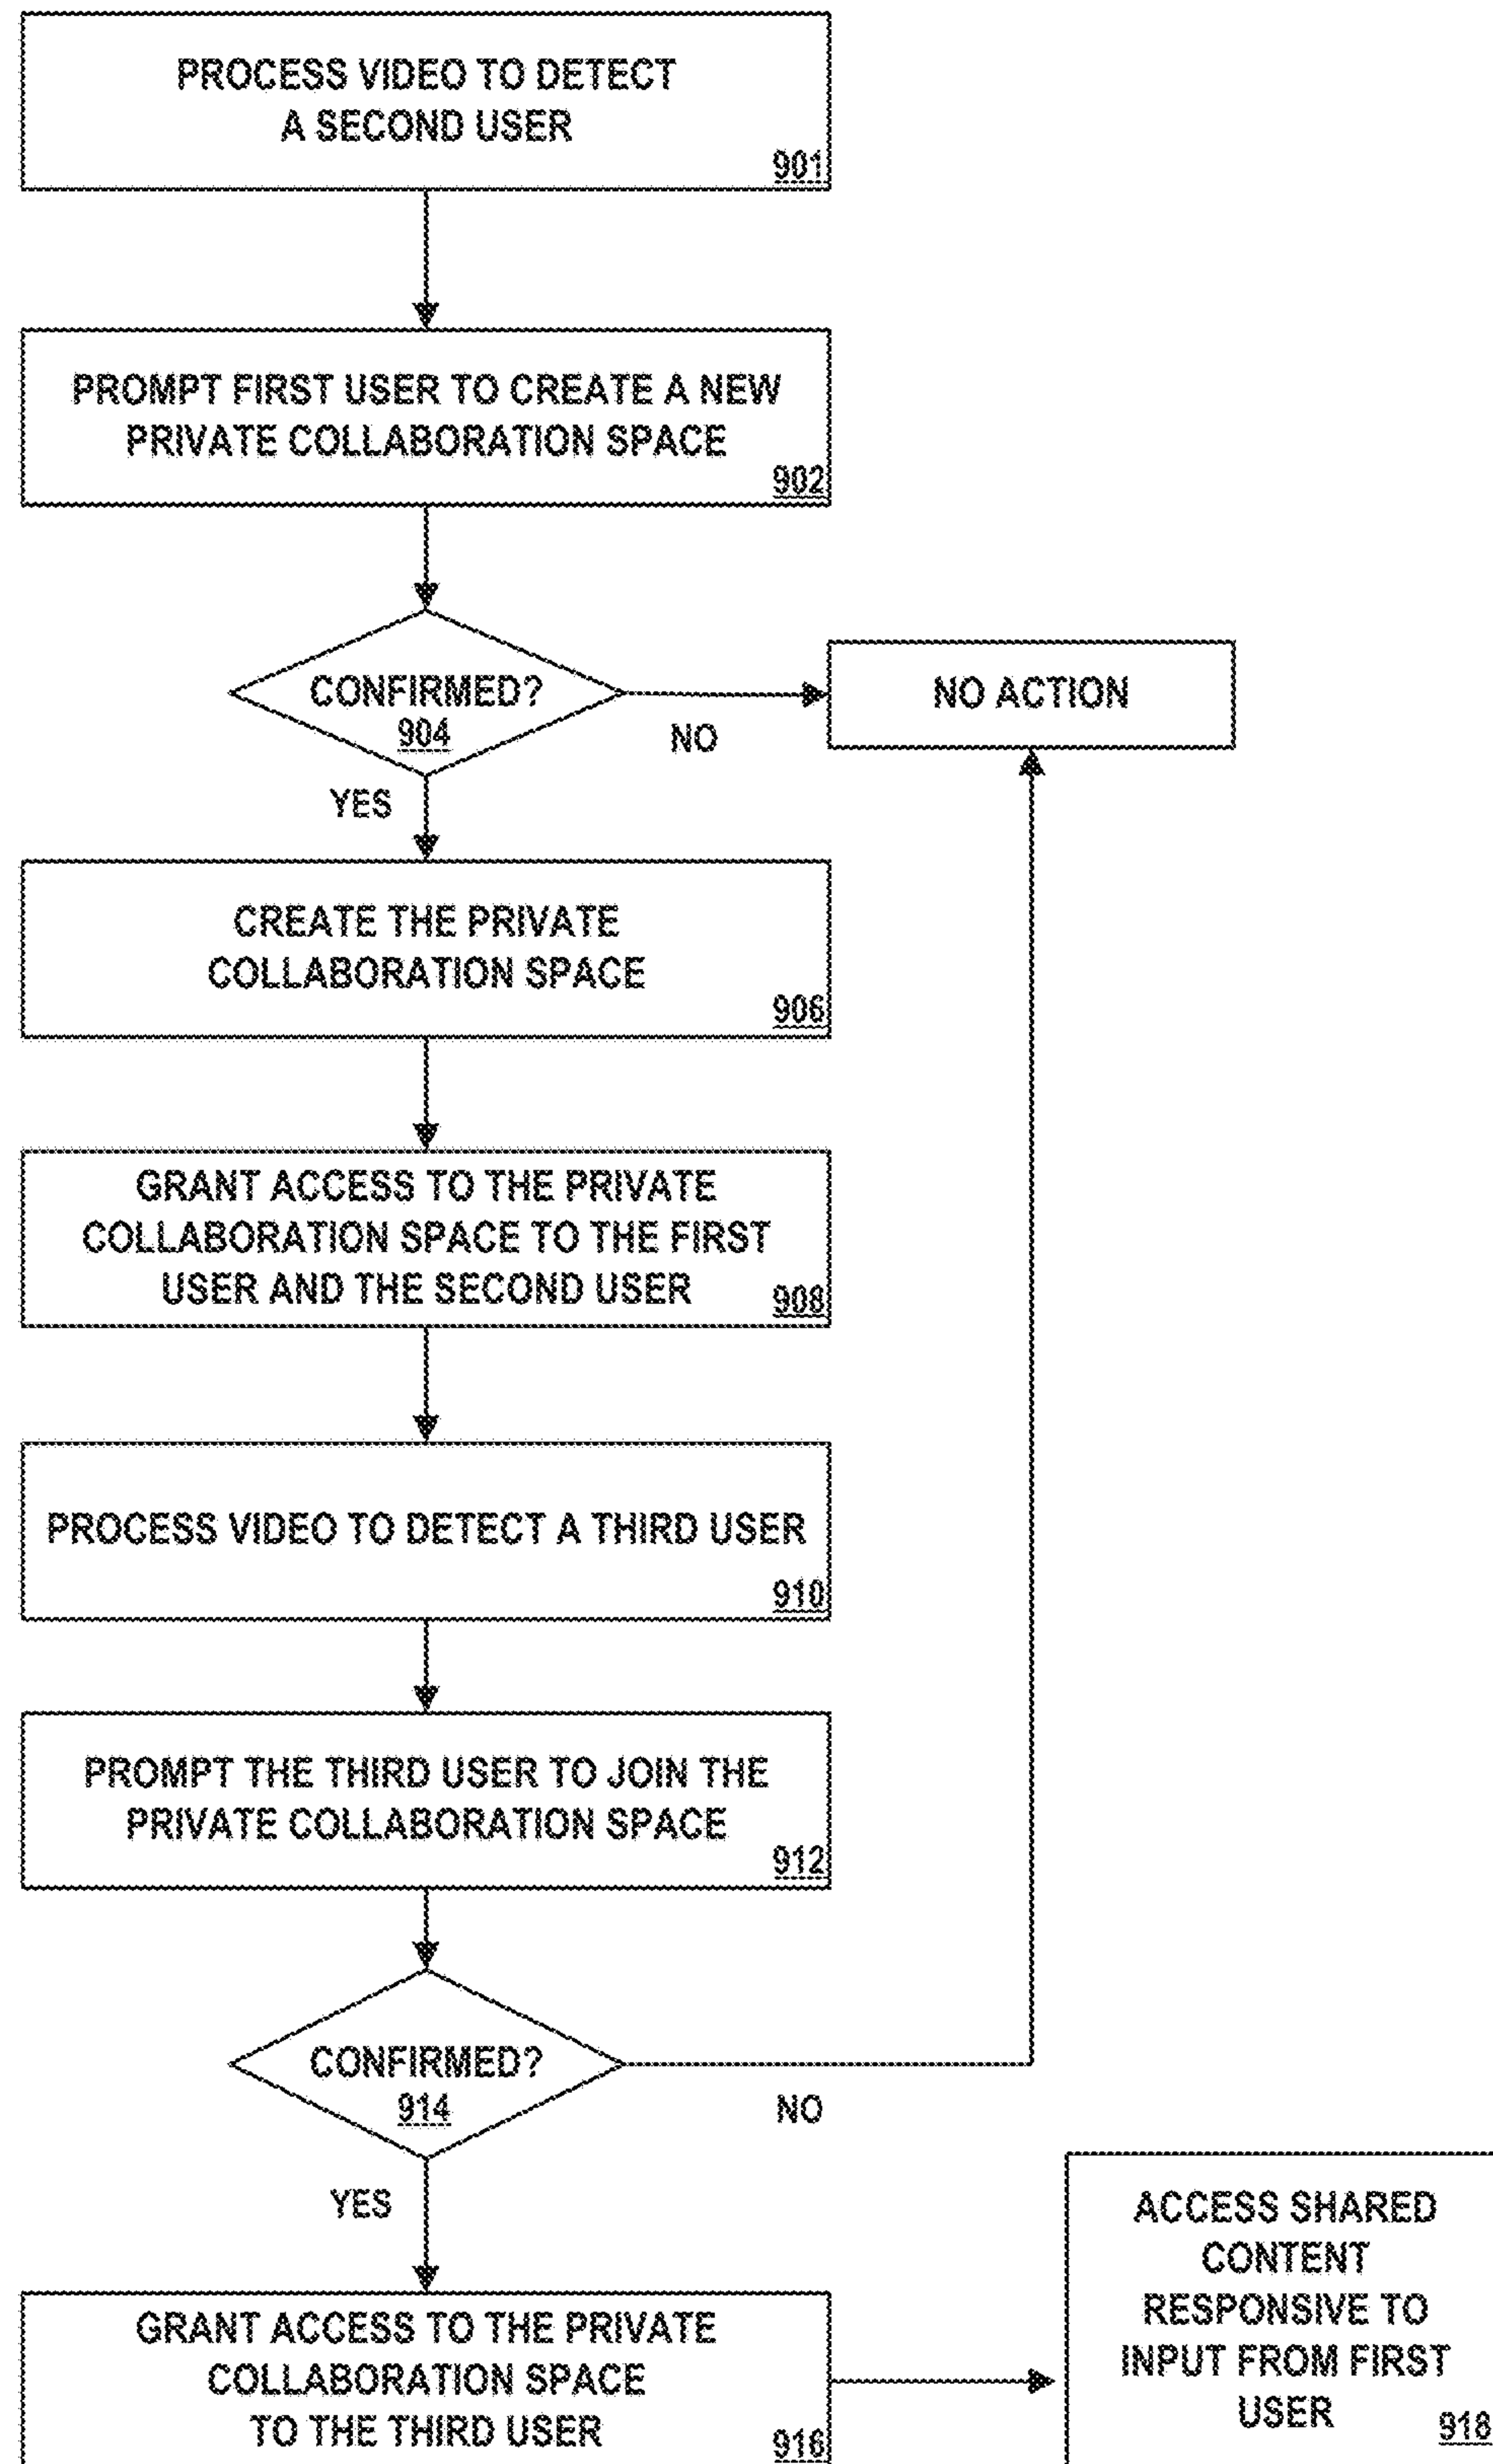 PROCESS VIDEO TO DETECT
A SECOND USER
901
PROMPT FIRST USER TO CREATE A NEW
PRIVATE COLLABORATION SPACE
902
CONFIRMED?
904
NO
NO ACTION
YES
CREATE THE PRIVATE
COLLABORATION SPACE
906
GRANT ACCESS TO THE PRIVATE
COLLABORATION SPACE TO THE FIRST
USER AND THE SECOND USER
908
PROCESS VIDEO TO DETECT A THIRD USER
910
PROMPT THE THIRD USER TO JOIN THE
PRIVATE COLLABORATION SPACE
912
CONFIRMED?
914
NO
YES
GRANT ACCESS TO THE PRIVATE
COLLABORATION SPACE
TO THE THIRD USER
916
ACCESS SHARED
CONTENT
RESPONSIVE TO
INPUT FROM FIRST
USER
918